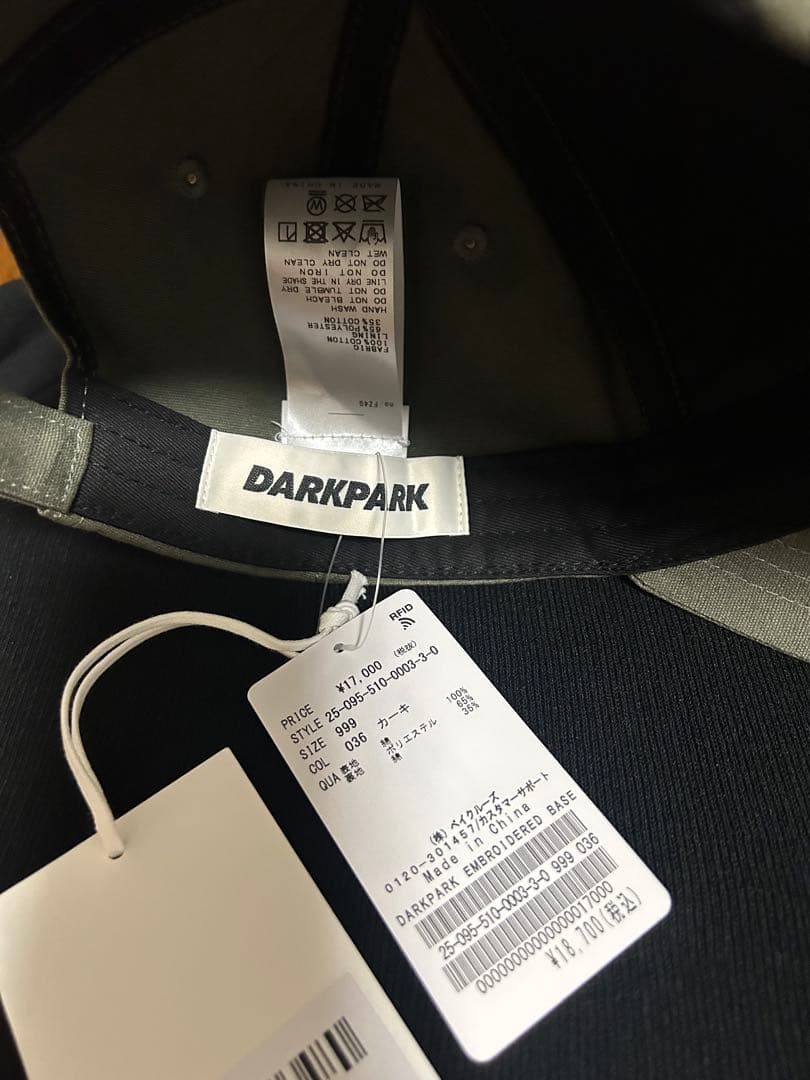 MADE IN CHINA
WET CLEAN
DO NOT DRY CLEAN
DO NOT IRON
LINE DRY IN THE SHADE
DO NOT TUMBLE DRY
DO NOT BLEACH
HAND WASH
35%COTTON
65%POLYESTER
LINING
100%COTTON
FABRIC
no.FZ4S
DARKPARK
RFID
PRICE ¥17,000 (税抜)
STYLE 25-095-510-0003-3-0
SIZE 999
COL 036 カーキ
QUA 表地 綿 100%
裏地 ポリエステル 65%
綿 35%
(株)ベイクルーズ
0120-301457/カスタマーサポート
Made in China
DARKPARK EMBROIDERED BASE
25-095-510-0003-3-0 999 036
¥18,700(税込)